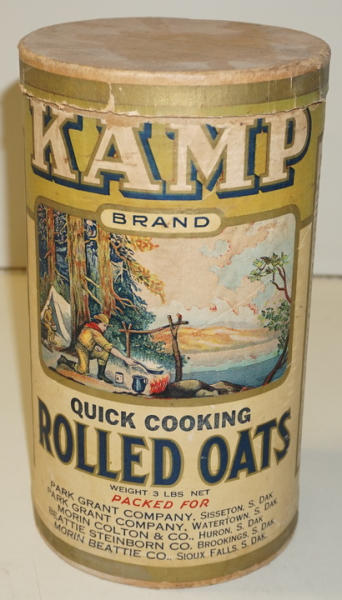 KAMP
BRAND
QUICK COOKING
ROLLED OATS
WEIGHT 3 LBS NET
PACKED FOR
PARK GRANT COMPANY, SISSETON, S. DAK.
PARK GRANT COMPANY, WATERTOWN, S. DAK.
MORIN COLTON & CO., HURON, S. DAK.
BEATTIE STEINBORN CO. BROOKINGS, S. DAK.
MORIN BEATTIE CO., SIOUX FALLS, S. DAK.